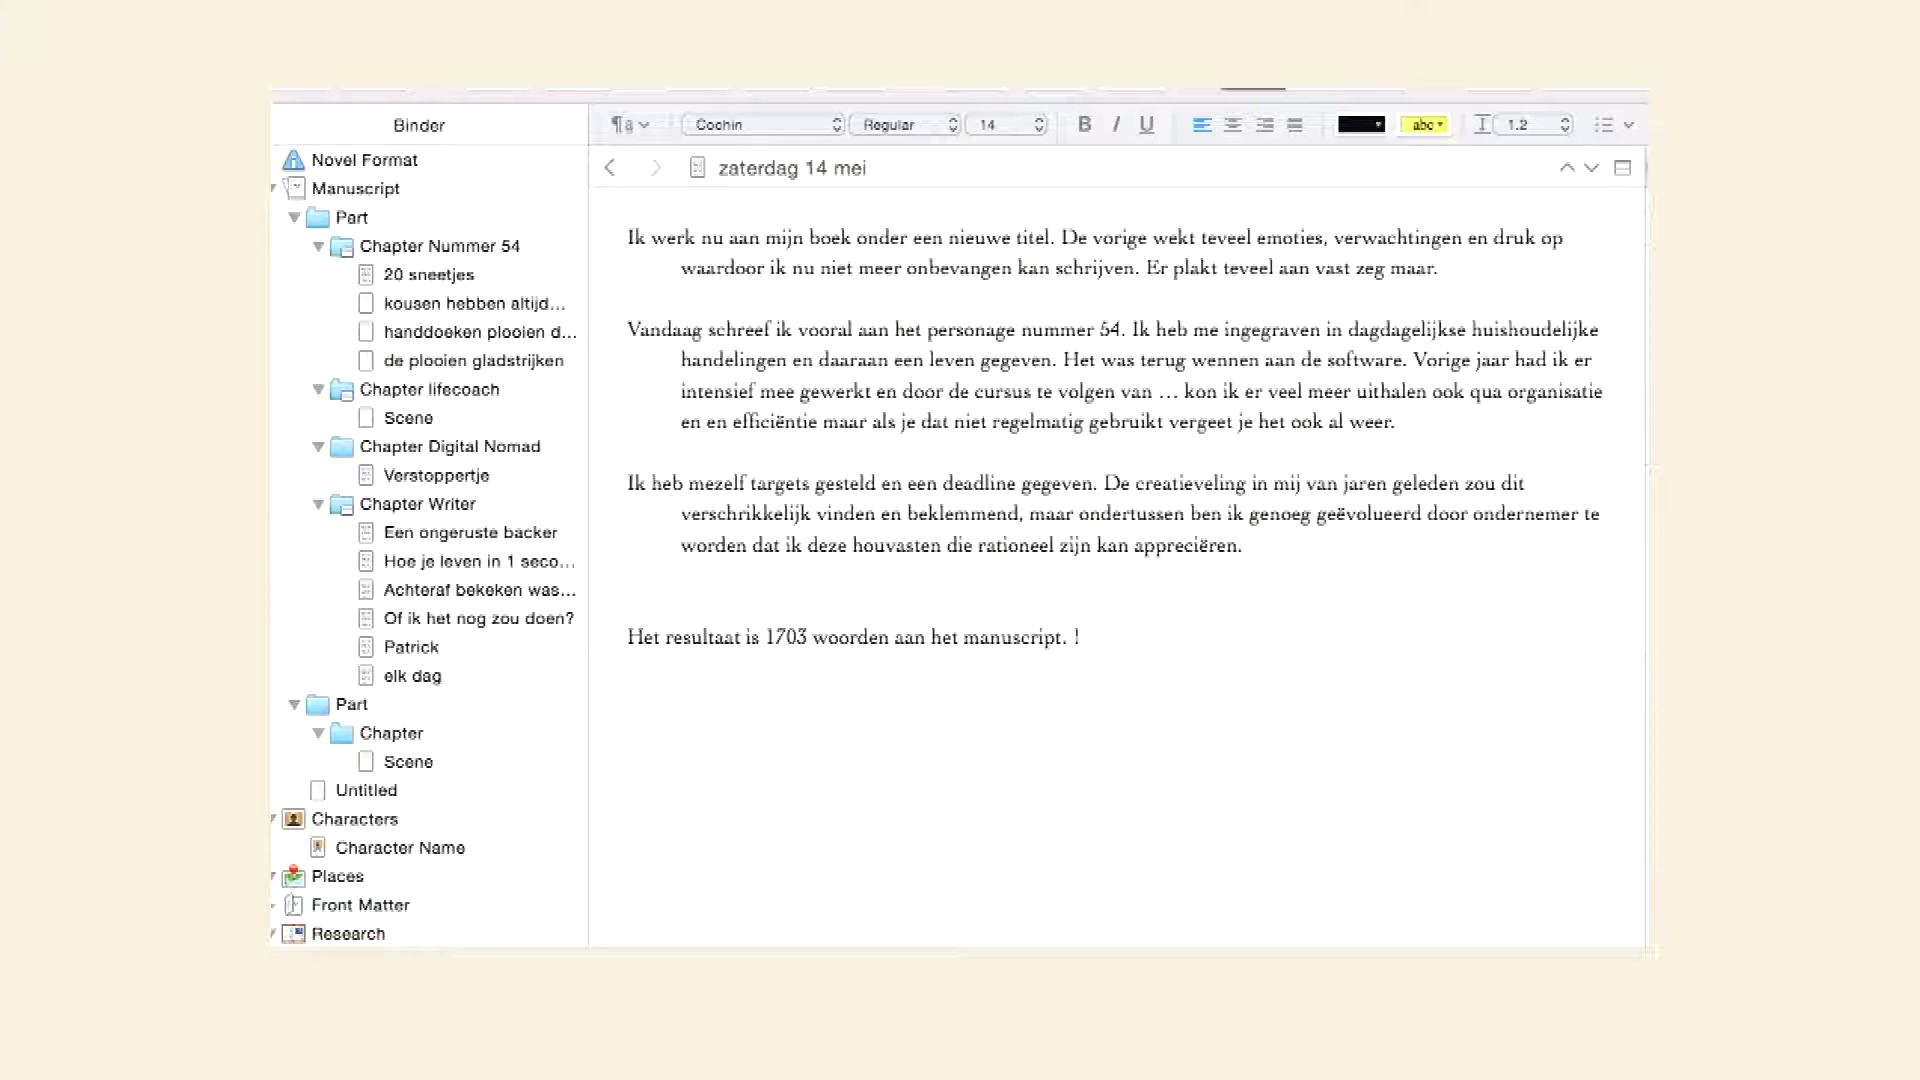 Binder
Cochin
Regular
14
B I U
abc
1.2
Novel Format
Manuscript
Part
Chapter Nummer 54
20 sneetjes
kousen hebben altijd...
handdoeken plooien d...
de plooien gladstrijken
Chapter lifecoach
Scene
Chapter Digital Nomad
Verstoppertje
Chapter Writer
Een ongeruste backer
Hoe je leven in 1 seco...
Achteraf bekeken was...
Of ik het nog zou doen?
Patrick
elk dag
Part
Chapter
Scene
Untitled
Characters
Character Name
Places
Front Matter
Research
zaterdag 14 mei
Ik werk nu aan mijn boek onder een nieuwe titel. De vorige wekt teveel emoties, verwachtingen en druk op
waardoor ik nu niet meer onbevangen kan schrijven. Er plakt teveel aan vast zeg maar.
Vandaag schreef ik vooral aan het personage nummer 54. Ik heb me ingegraven in dagdagelijkse huishoudelijke
handelingen en daaraan een leven gegeven. Het was terug wennen aan de software. Vorige jaar had ik er
intensief mee gewerkt en door de cursus te volgen van ... kon ik er veel meer uithalen ook qua organisatie
en en efficiëntie maar als je dat niet regelmatig gebruikt vergeet je het ook al weer.
Ik heb mezelf targets gesteld en een deadline gegeven. De creatieveling in mij van jaren geleden zou dit
verschrikkelijk vinden en beklemmend, maar ondertussen ben ik genoeg geëvolueerd door ondernemer te
worden dat ik deze houvasten die rationeel zijn kan appreciëren.
Het resultaat is 1703 woorden aan het manuscript. !